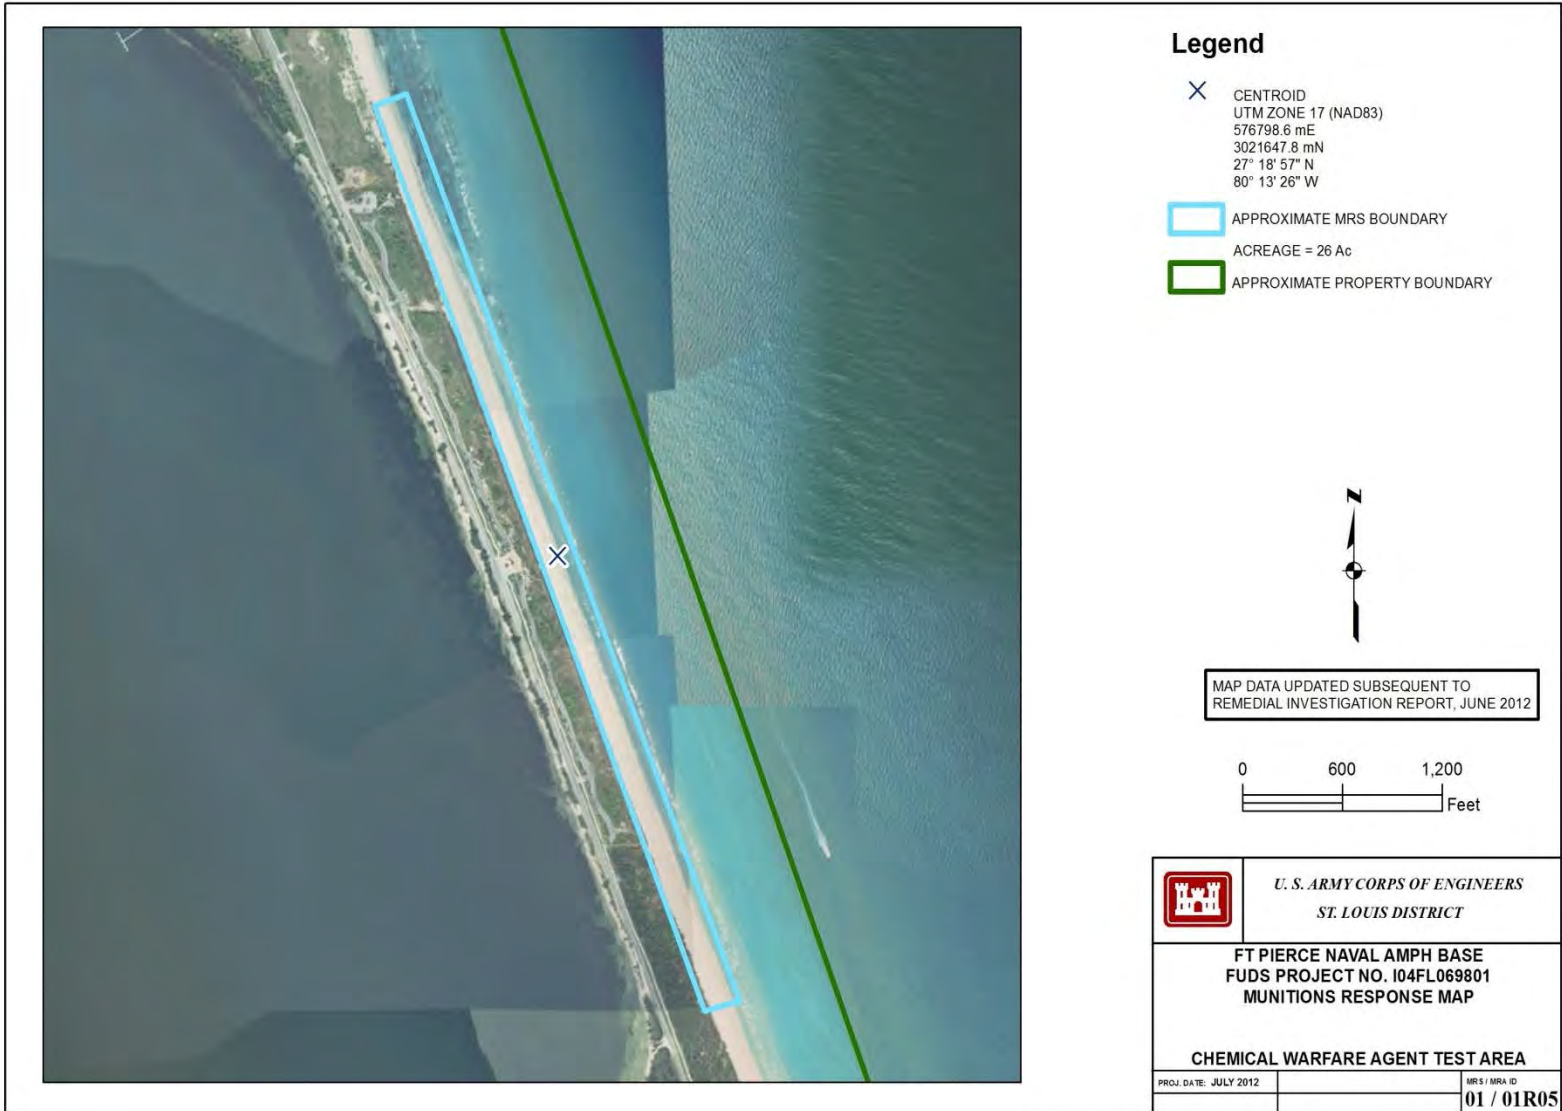 Legend
CENTROID
UTM ZONE 17 (NAD83)
576798.6 mE
3021647.8 mN
27° 18' 57" N
80° 13' 26" W
APPROXIMATE MRS BOUNDARY
ACREAGE = 26 Ac
APPROXIMATE PROPERTY BOUNDARY
N
MAP DATA UPDATED SUBSEQUENT TO
REMEDIAL INVESTIGATION REPORT, JUNE 2012
0 600 1,200
Feet
U. S. ARMY CORPS OF ENGINEERS
ST. LOUIS DISTRICT
FT PIERCE NAVAL AMPH BASE
FUDS PROJECT NO. I04FL069801
MUNITIONS RESPONSE MAP
CHEMICAL WARFARE AGENT TEST AREA
PROJ. DATE: JULY 2012
MRS / MRA ID
01 / 01R05